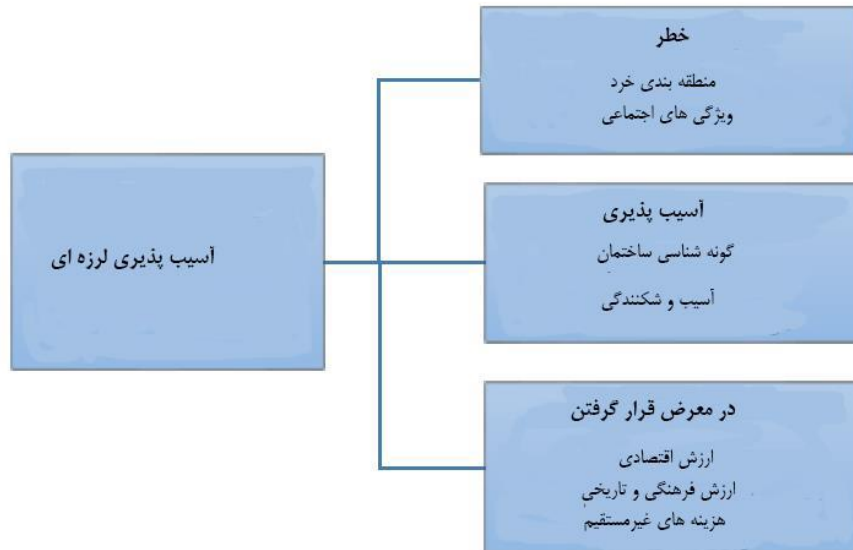 آسیب پذیری لرزه ای
خطر
منطقه بندی خرد
ویژگی های اجتماعی
آسیب پذیری
گونه شناسی ساختمان
آسیب و شکنندگی
در معرض قرار گرفتن
ارزش اقتصادی
ارزش فرهنگی و تاریخی
هزینه های غیرمستقیم